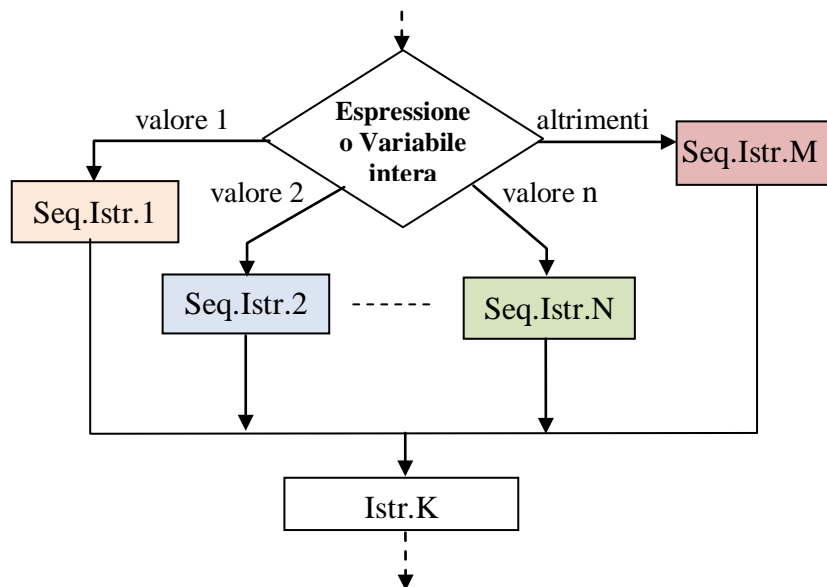 Espressione
o Variabile
intera
valore 1
altrimenti
Seq.Istr.M
valore 2
valore n
Seq.Istr.1
Seq.Istr.2
Seq.Istr.N
Istr.K